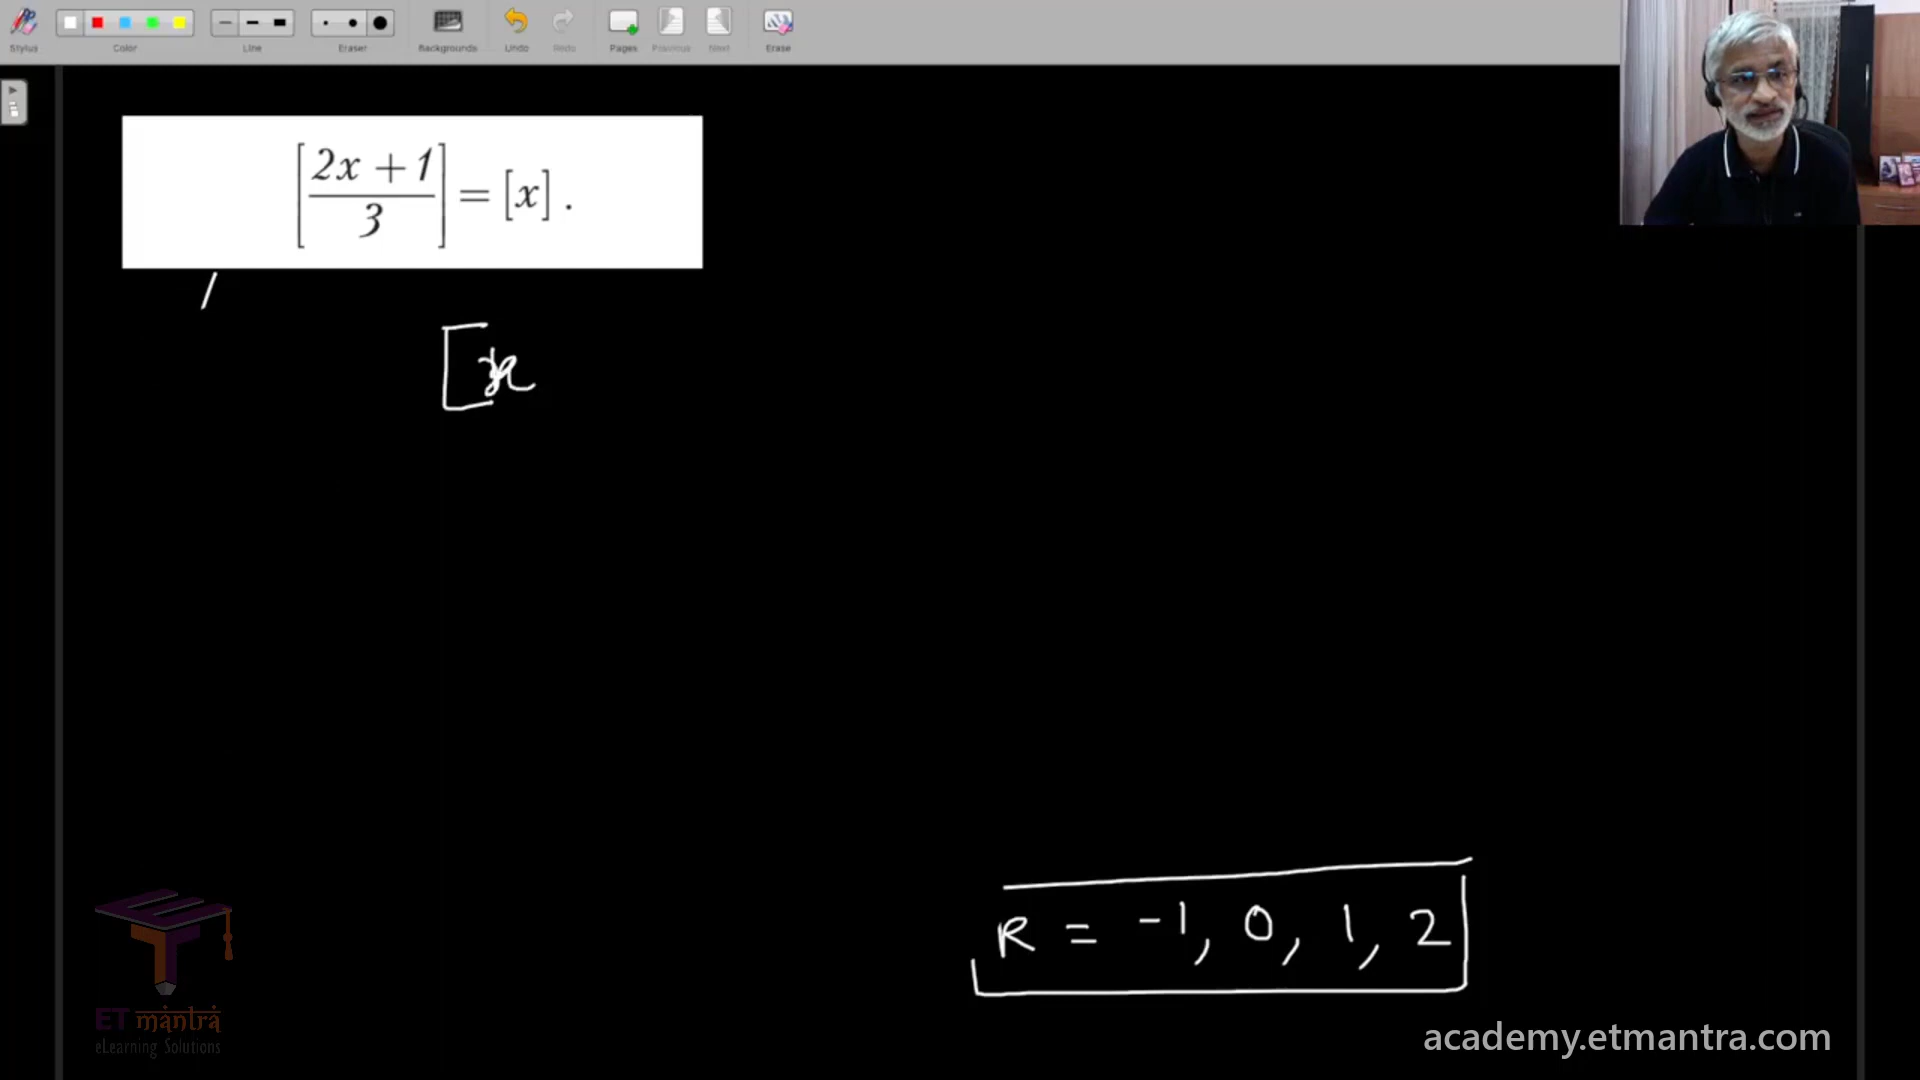 Stylus Color Line Eraser Backgrounds Undo Redo Pages Previous Next Erase
[2x + 1 / 3] = [x] .
/
[x
R = -1, 0, 1, 2
ET mantra
eLearning Solutions
academy.etmantra.com